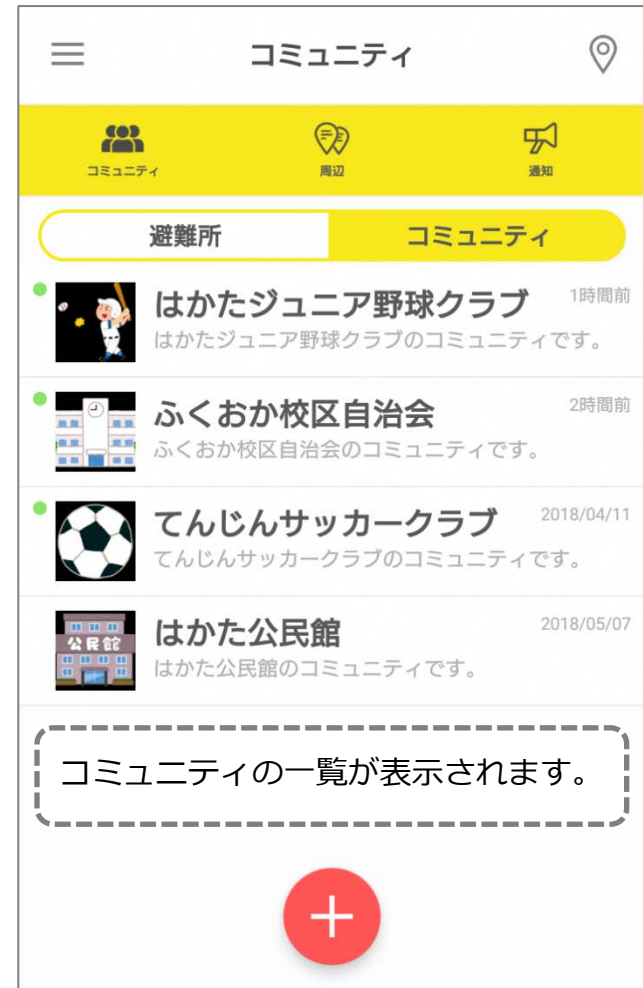 コミュニティ
コミュニティ
周辺
通知
避難所
コミュニティ
はかたジュニア野球クラブ
1時間前
はかたジュニア野球クラブのコミュニティです。
ふくおか校区自治会
2時間前
ふくおか校区自治会のコミュニティです。
てんじんサッカークラブ
2018/04/11
てんじんサッカークラブのコミュニティです。
公民館
はかた公民館
2018/05/07
はかた公民館のコミュニティです。
コミュニティの一覧が表示されます。